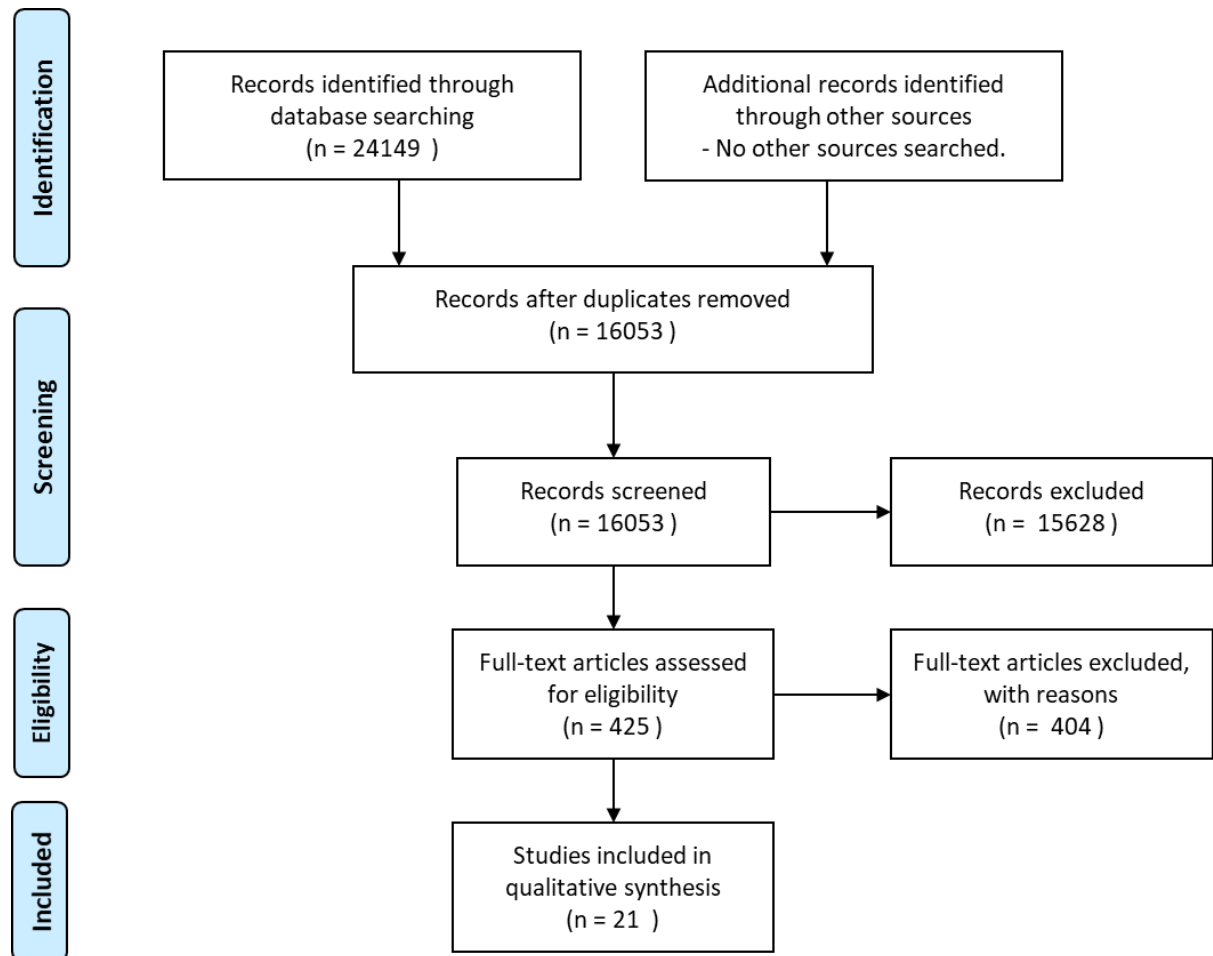 Identification
Records identified through
database searching
(n = 24149 )
Additional records identified
through other sources
- No other sources searched.
Records after duplicates removed
(n = 16053 )
Screening
Records screened
(n = 16053 )
Records excluded
(n = 15628 )
Eligibility
Full-text articles assessed
for eligibility
(n = 425 )
Full-text articles excluded,
with reasons
(n = 404 )
Included
Studies included in
qualitative synthesis
(n = 21 )